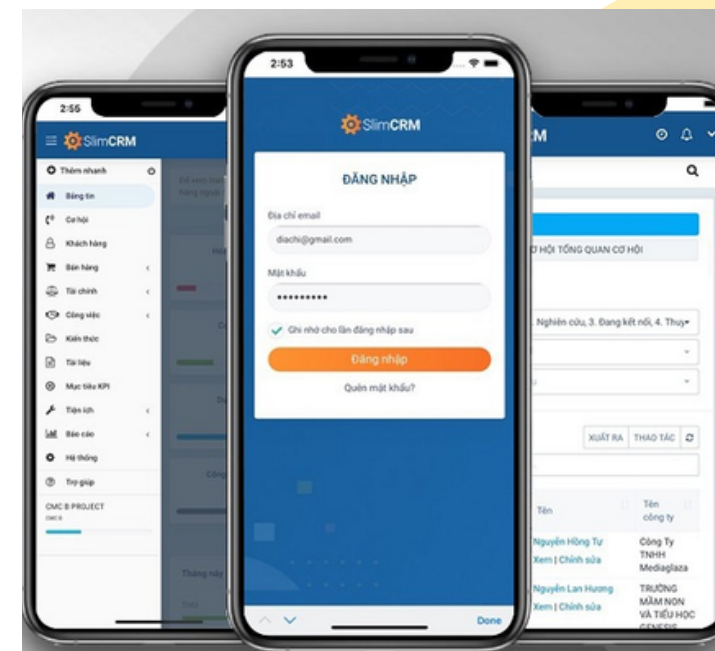 2:55
SlimCRM
Thêm nhanh
Bảng tin
Cơ hội
Khách hàng
Bán hàng
Tài chính
Công việc
Kiến thức
Tài liệu
Mục tiêu KPI
Tiện ích
Báo cáo
Hệ thống
Trợ giúp
CMC B PROJECT
CMC B
Tháng này
2:53
SlimCRM
ĐĂNG NHẬP
Địa chỉ email
diachi@gmail.com
Mật khẩu
•••••••••
Ghi nhớ cho lần đăng nhập sau
Đăng nhập
Quên mật khẩu?
Done
HỘI TỔNG QUAN CƠ HỘI
Nghiên cứu, 3. Đang kết nối, 4. Thuy
XUẤT RA THAO TÁC
Tên
Tên
công ty
Nguyễn Hồng Tư
Xem | Chỉnh sửa
Công Ty
TNHH
Mediaglaza
Nguyễn Lan Hương
Xem | Chỉnh sửa
TRƯỜNG
MẦM NON
VÀ TIỂU HỌC
GENESIS